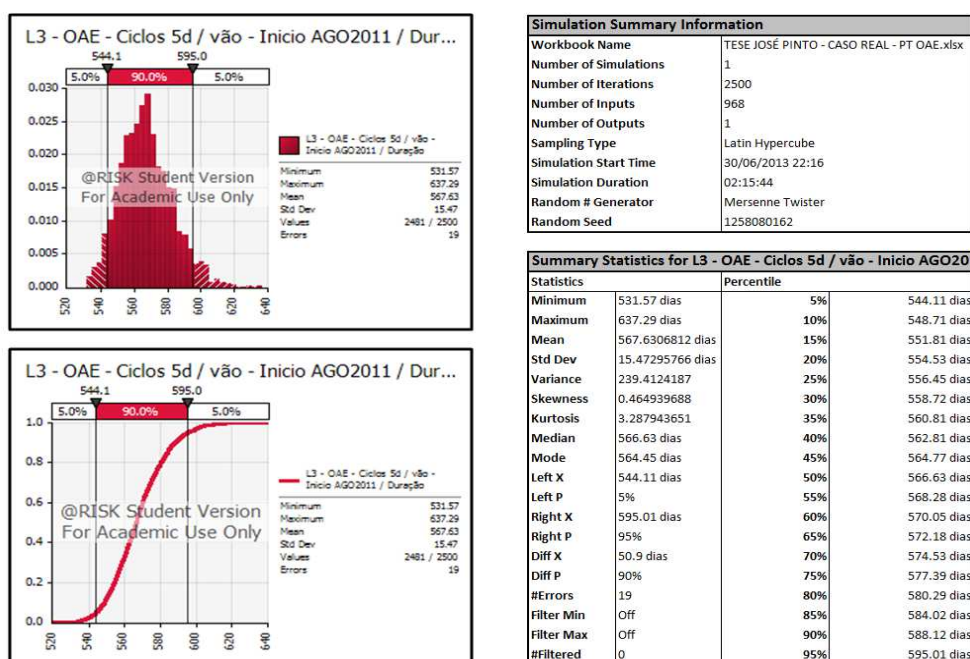 L3 - OAE - Ciclos 5d / vão - Inicio AGO2011 / Dur...
544.1 595.0
5.0% 90.0% 5.0%
0.030
0.025
0.020
0.015
0.010
0.005
0.000
520 540 560 580 600 620 640
@RISK Student Version
For Academic Use Only
L3 - OAE - Ciclos 5d / vão -
Inicio AGO2011 / Duração
Minimum 531.57
Maximum 637.29
Mean 567.63
Std Dev 15.47
Values 2481 / 2500
Errors 19
L3 - OAE - Ciclos 5d / vão - Inicio AGO2011 / Dur...
544.1 595.0
5.0% 90.0% 5.0%
1.0
0.8
0.6
0.4
0.2
0.0
520 540 560 580 600 620 640
@RISK Student Version
For Academic Use Only
L3 - OAE - Ciclos 5d / vão -
Inicio AGO2011 / Duração
Minimum 531.57
Maximum 637.29
Mean 567.63
Std Dev 15.47
Values 2481 / 2500
Errors 19
Simulation Summary Information
Workbook Name TESE JOSÉ PINTO - CASO REAL - PT OAE.xlsx
Number of Simulations 1
Number of Iterations 2500
Number of Inputs 968
Number of Outputs 1
Sampling Type Latin Hypercube
Simulation Start Time 30/06/2013 22:16
Simulation Duration 02:15:44
Random # Generator Mersenne Twister
Random Seed 1258080162
Summary Statistics for L3 - OAE - Ciclos 5d / vão - Inicio AGO20
Statistics Percentile
Minimum 531.57 dias 5% 544.11 dias
Maximum 637.29 dias 10% 548.71 dias
Mean 567.6306812 dias 15% 551.81 dias
Std Dev 15.47295766 dias 20% 554.53 dias
Variance 239.4124187 25% 556.45 dias
Skewness 0.464939688 30% 558.72 dias
Kurtosis 3.287943651 35% 560.81 dias
Median 566.63 dias 40% 562.81 dias
Mode 564.45 dias 45% 564.77 dias
Left X 544.11 dias 50% 566.63 dias
Left P 5% 55% 568.28 dias
Right X 595.01 dias 60% 570.05 dias
Right P 95% 65% 572.18 dias
Diff X 50.9 dias 70% 574.53 dias
Diff P 90% 75% 577.39 dias
#Errors 19 80% 580.29 dias
Filter Min Off 85% 584.02 dias
Filter Max Off 90% 588.12 dias
#Filtered 0 95% 595.01 dias